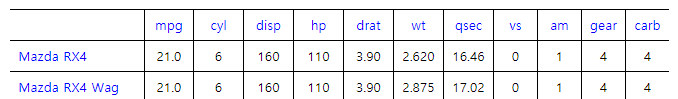 mpg cyl disp hp drat wt qsec vs am gear carb
Mazda RX4 21.0 6 160 110 3.90 2.620 16.46 0 1 4 4
Mazda RX4 Wag 21.0 6 160 110 3.90 2.875 17.02 0 1 4 4